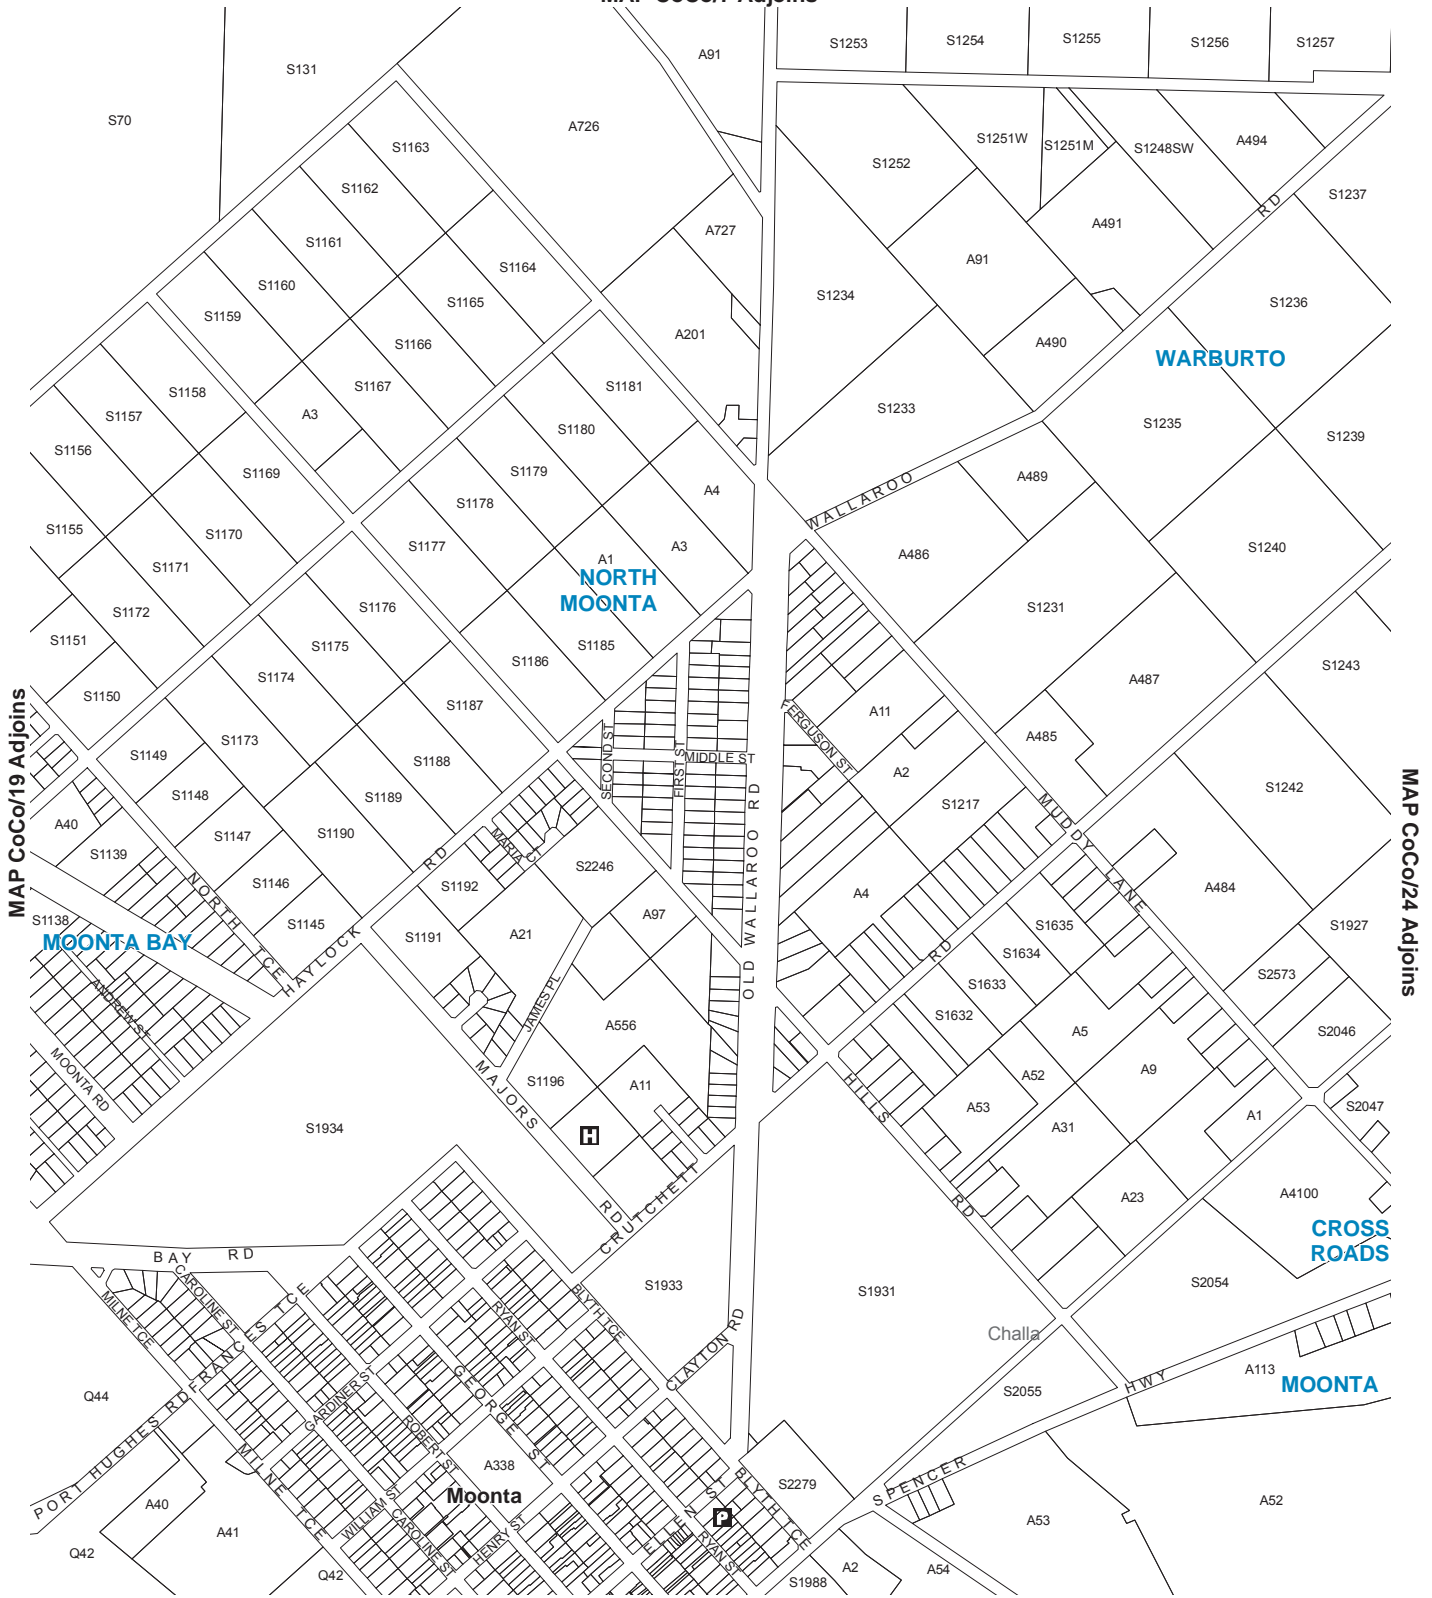 S1253
S1254
S1255
S1256
S1257
A91
S131
S70
A726
S1163
S1162
S1161
S1160
S1159
S1164
S1165
S1166
S1167
A3
A727
A201
S1252
S1251W
S1251M
S1248SW
A494
S1237
A491
A91
S1234
A490
S1236
WARBURTO
S1233
S1235
S1239
RD
S1158
S1157
S1156
S1155
S1169
S1170
S1171
S1172
S1151
S1150
S1181
S1180
S1179
S1178
S1177
A4
A3
A1
NORTH
MOONTA
S1185
S1186
S1176
S1175
S1174
S1173
S1187
S1188
S1189
S1190
S1149
S1148
S1147
S1146
S1145
WALLAROO
A489
A486
S1240
S1231
A487
S1243
A485
S1242
A11
A2
S1217
A4
A484
S1927
S2573
S2046
S2047
FERGUSON ST
MIDDLE ST
SECOND ST
FIRST ST
OLD WALLAROO RD
MUDDY LANE
MAP CoCo/19 Adjoins
MAP CoCo/24 Adjoins
A40
S1139
S1138
MOONTA BAY
NORTH TCE
HAYLOCK RD
ANDREW ST
MOONTA RD
MARIA CT
S1192
S1191
S2246
A97
A21
JAMES PL
A556
S1196
A11
H
MAJORS RD
CRUTCHETT
S1934
RD
S1635
S1634
S1633
S1632
A5
A52
A53
A9
A31
A1
A23
A4100
HILLS RD
CROSS
ROADS
S2054
S1933
S1931
Challa
S2055
A113
MOONTA
SPENCER HWY
BAY RD
CAROLINE ST
MILNE TCE
FRANCES TCE
BLYTH TCE
RYAN ST
CLAYTON RD
GEORGE ST
GARDINER ST
ROBERT ST
Q44
PORT HUGHES RD
A40
A41
Q42
Q42
MILNE TCE
WILLIAM ST
CAROLINE ST
HENRY ST
A338
Moonta
P
RYAN ST
BLYTH TCE
S2279
S1988
A2
A54
A53
A52